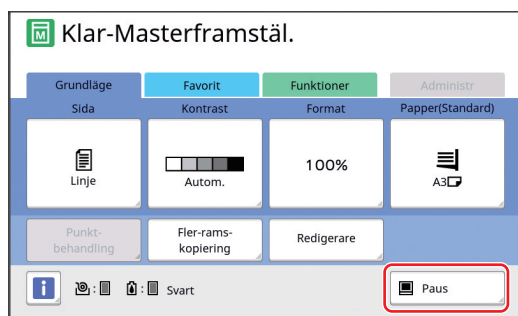 Klar-Masterframstäl.
Grundläge Favorit Funktioner Administr
Sida Kontrast Format Papper(Standard)
Linje Autom. 100% A3
Punkt-
behandling
Fler-rams-
kopiering
Redigerare
Svart
Paus